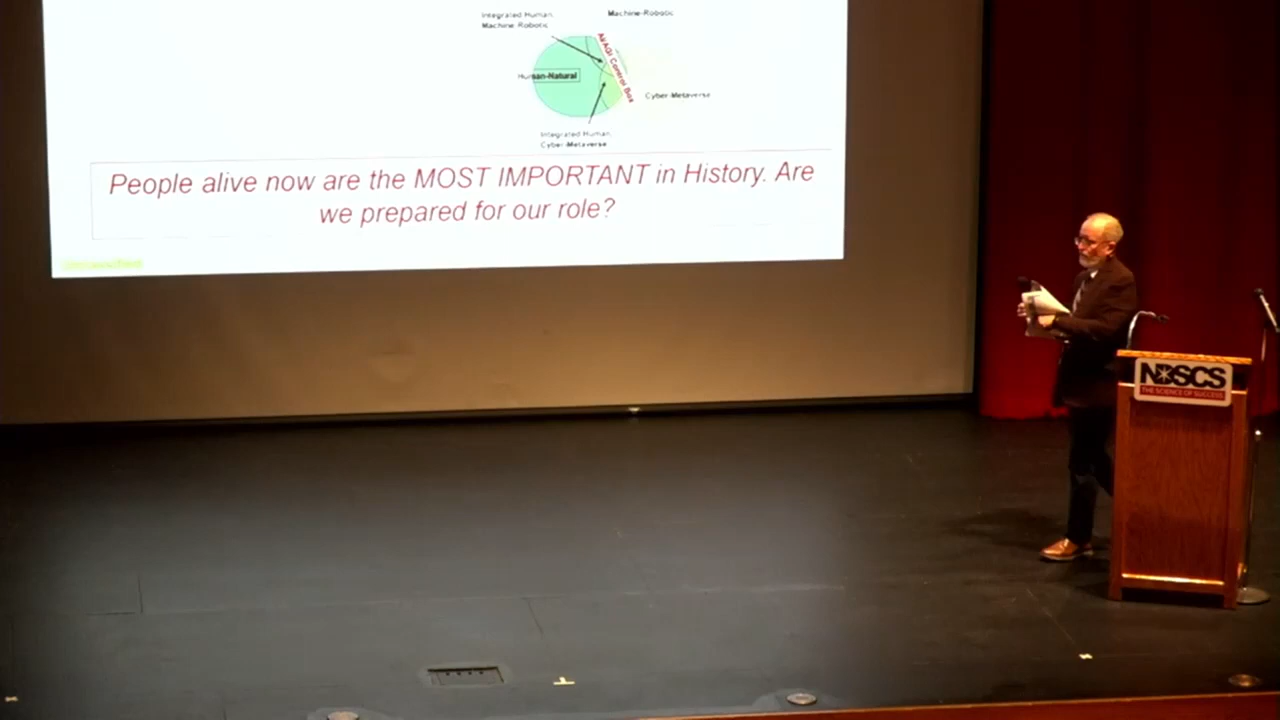 Integrated Human
Machine-Robotic
Machine-Robotic
AI/AGI Control Box
Human-Natural
Cyber-Metaverse
Integrated Human
Cyber-Metaverse
People alive now are the MOST IMPORTANT in History. Are
we prepared for our role?
NDSCS
THE SCIENCE OF SUCCESS